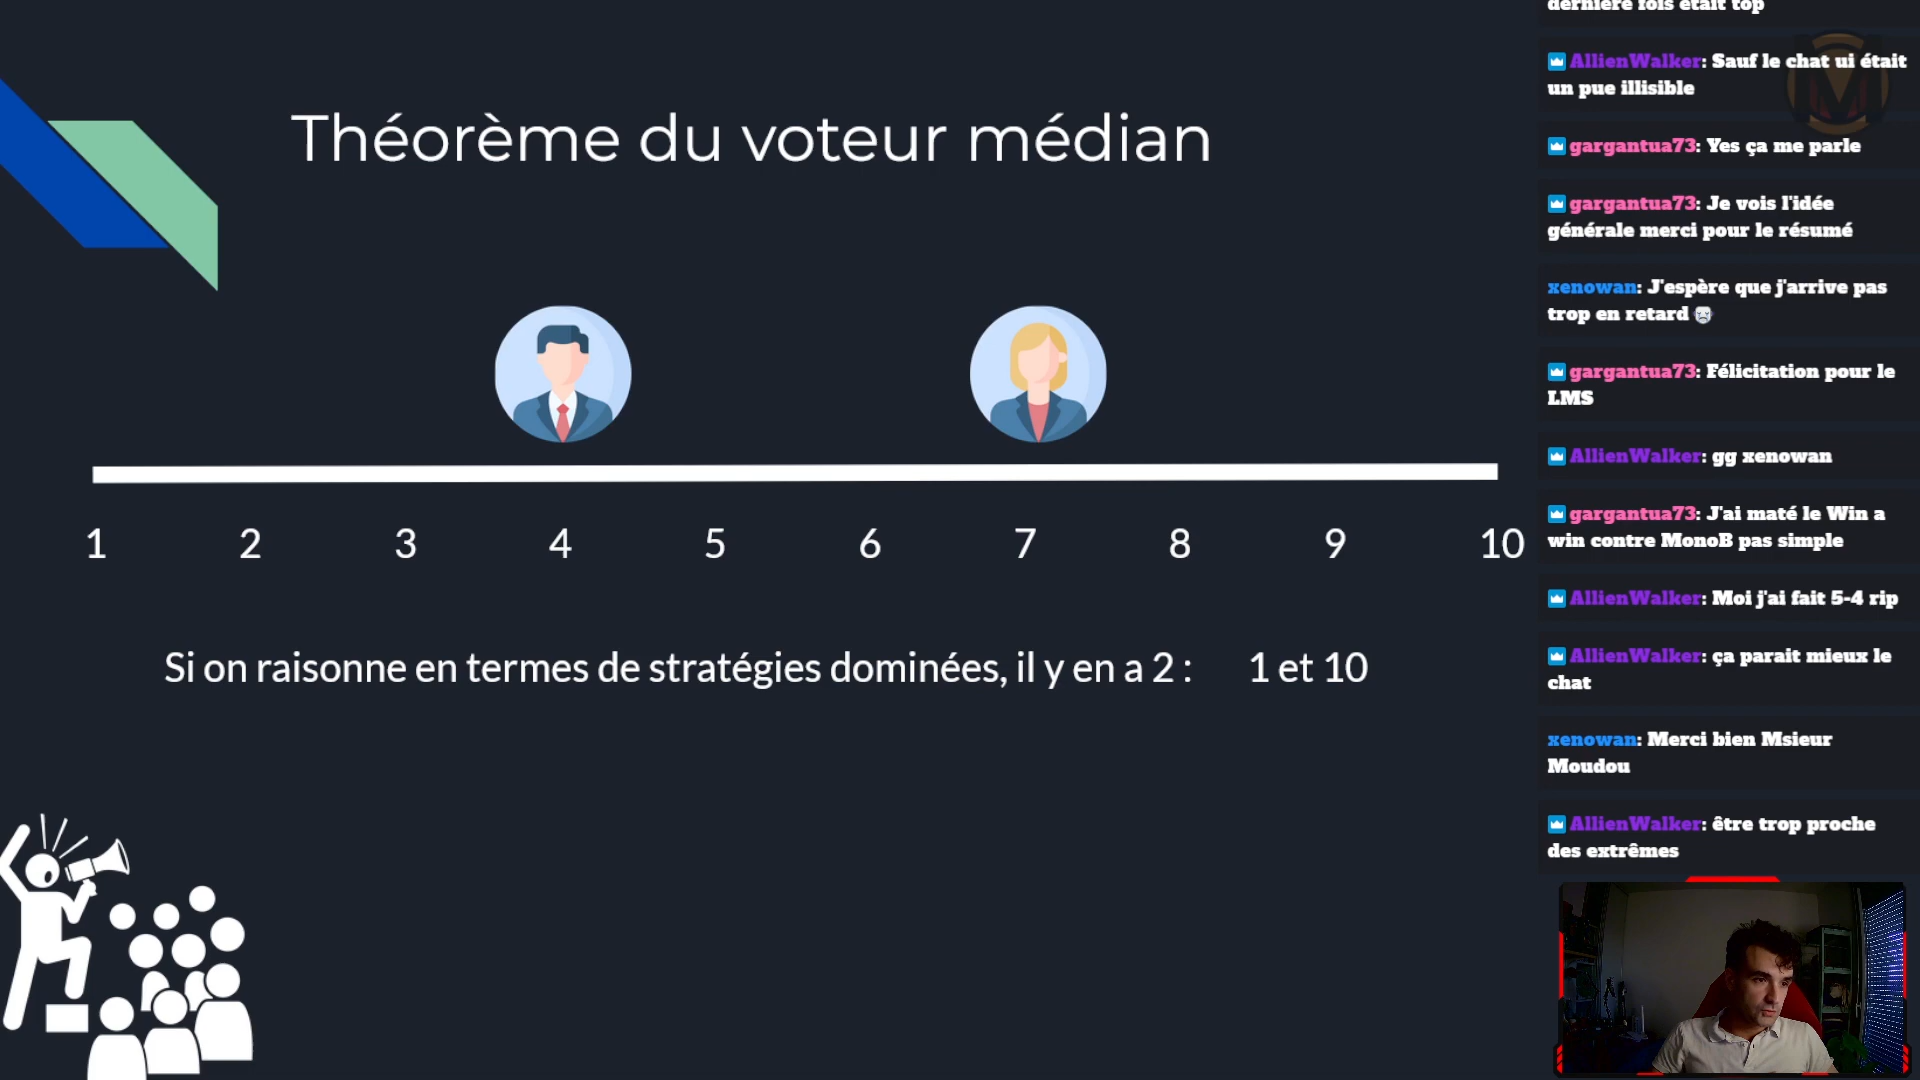 Théorème du voteur médian
1 2 3 4 5 6 7 8 9 10
Si on raisonne en termes de stratégies dominées, il y en a 2 : 1 et 10
dernière fois était top
AllienWalker: Sauf le chat ui était
un pue illisible
gargantua73: Yes ça me parle
gargantua73: Je vois l'idée
générale merci pour le résumé
xenowan: J'espère que j'arrive pas
trop en retard
gargantua73: Félicitation pour le
LMS
AllienWalker: gg xenowan
gargantua73: J'ai maté le Win a
win contre MonoB pas simple
AllienWalker: Moi j'ai fait 5-4 rip
AllienWalker: ça parait mieux le
chat
xenowan: Merci bien Msieur
Moudou
AllienWalker: être trop proche
des extrêmes